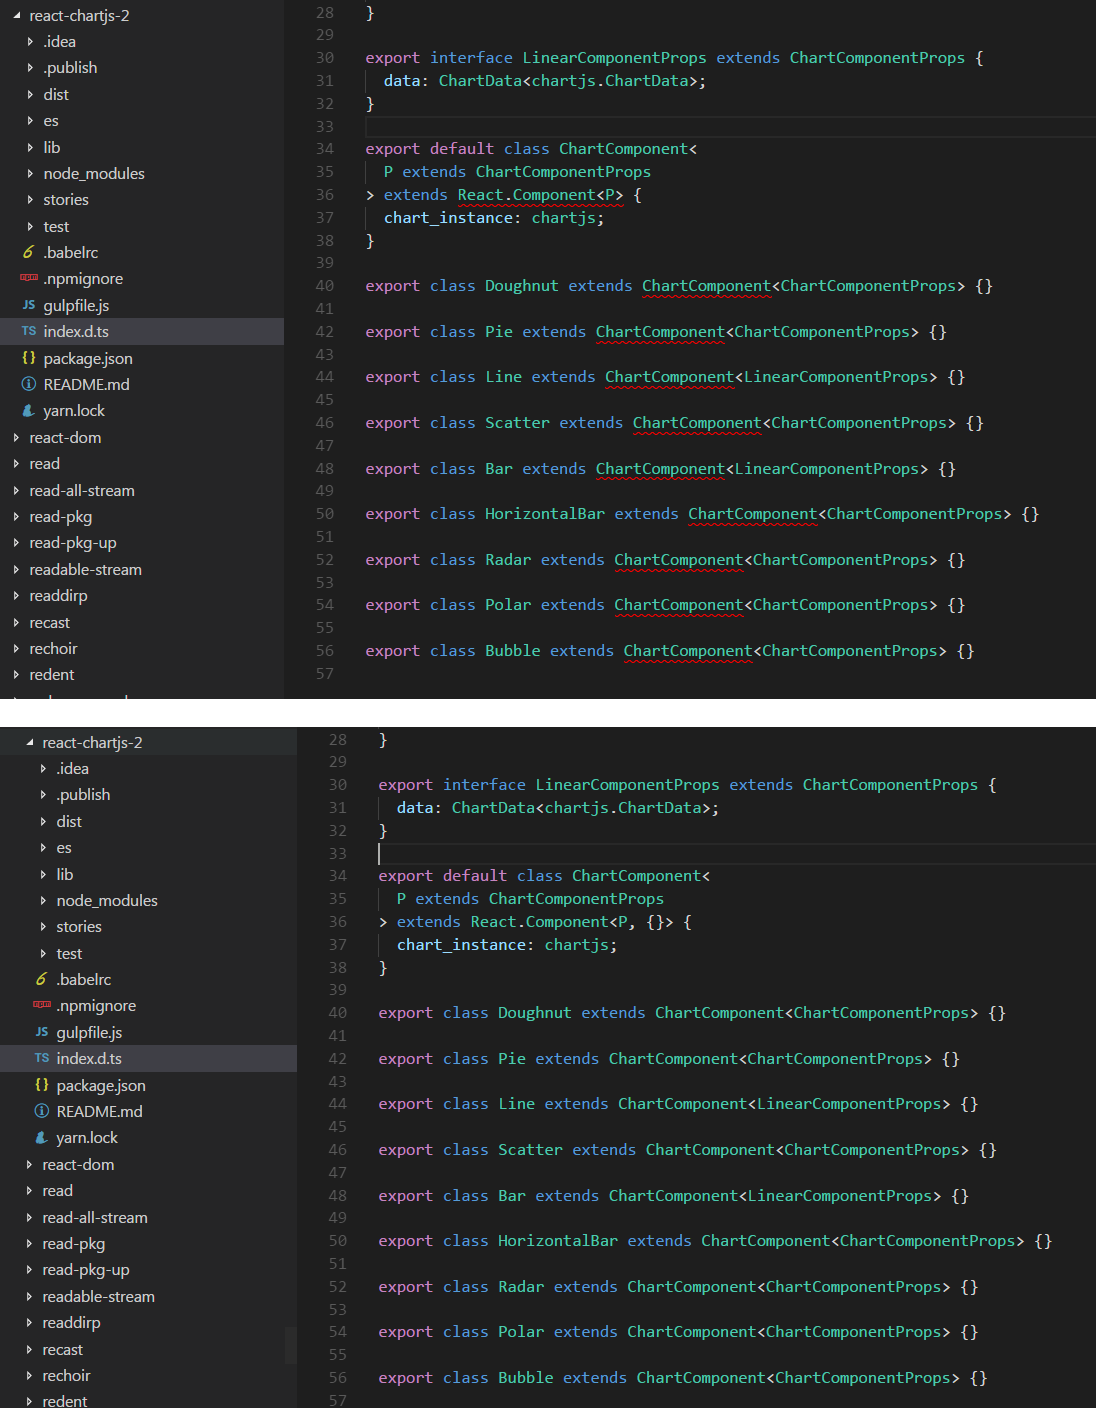 react-chartjs-2
.idea
.publish
dist
es
lib
node_modules
stories
test
.babelrc
.npmignore
JS gulpfile.js
TS index.d.ts
{ } package.json
README.md
yarn.lock
react-dom
read
read-all-stream
read-pkg
read-pkg-up
readable-stream
readdirp
recast
rechoir
redent
28 }
29
30 export interface LinearComponentProps extends ChartComponentProps {
31 data: ChartData<chartjs.ChartData>;
32 }
33
34 export default class ChartComponent<
35 P extends ChartComponentProps
36 > extends React.Component<P> {
37 chart_instance: chartjs;
38 }
39
40 export class Doughnut extends ChartComponent<ChartComponentProps> {}
41
42 export class Pie extends ChartComponent<ChartComponentProps> {}
43
44 export class Line extends ChartComponent<LinearComponentProps> {}
45
46 export class Scatter extends ChartComponent<ChartComponentProps> {}
47
48 export class Bar extends ChartComponent<LinearComponentProps> {}
49
50 export class HorizontalBar extends ChartComponent<ChartComponentProps> {}
51
52 export class Radar extends ChartComponent<ChartComponentProps> {}
53
54 export class Polar extends ChartComponent<ChartComponentProps> {}
55
56 export class Bubble extends ChartComponent<ChartComponentProps> {}
57
react-chartjs-2
.idea
.publish
dist
es
lib
node_modules
stories
test
.babelrc
.npmignore
JS gulpfile.js
TS index.d.ts
{ } package.json
README.md
yarn.lock
react-dom
read
read-all-stream
read-pkg
read-pkg-up
readable-stream
readdirp
recast
rechoir
redent
28 }
29
30 export interface LinearComponentProps extends ChartComponentProps {
31 data: ChartData<chartjs.ChartData>;
32 }
33
34 export default class ChartComponent<
35 P extends ChartComponentProps
36 > extends React.Component<P, {}> {
37 chart_instance: chartjs;
38 }
39
40 export class Doughnut extends ChartComponent<ChartComponentProps> {}
41
42 export class Pie extends ChartComponent<ChartComponentProps> {}
43
44 export class Line extends ChartComponent<LinearComponentProps> {}
45
46 export class Scatter extends ChartComponent<ChartComponentProps> {}
47
48 export class Bar extends ChartComponent<LinearComponentProps> {}
49
50 export class HorizontalBar extends ChartComponent<ChartComponentProps> {}
51
52 export class Radar extends ChartComponent<ChartComponentProps> {}
53
54 export class Polar extends ChartComponent<ChartComponentProps> {}
55
56 export class Bubble extends ChartComponent<ChartComponentProps> {}
57